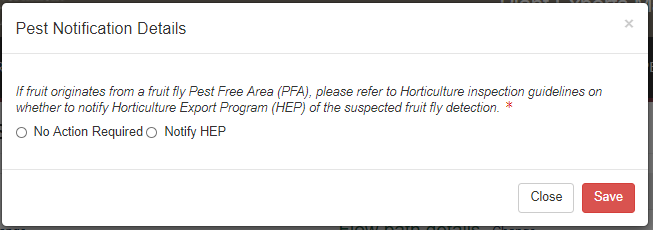 Pest Notification Details
×
If fruit originates from a fruit fly Pest Free Area (PFA), please refer to Horticulture inspection guidelines on
whether to notify Horticulture Export Program (HEP) of the suspected fruit fly detection. *
No Action Required Notify HEP
Close Save